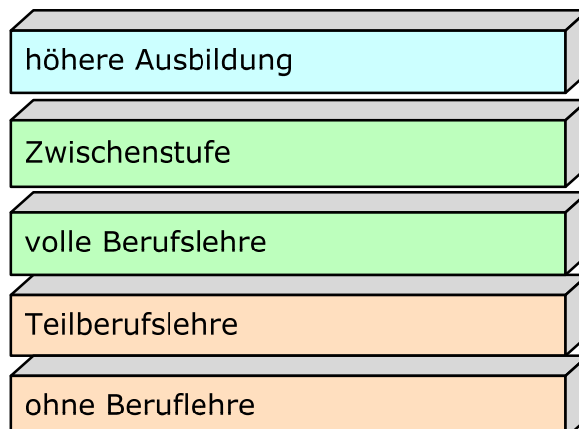 höhere Ausbildung
Zwischenstufe
volle Berufslehre
Teilberufslehre
ohne Beruflehre